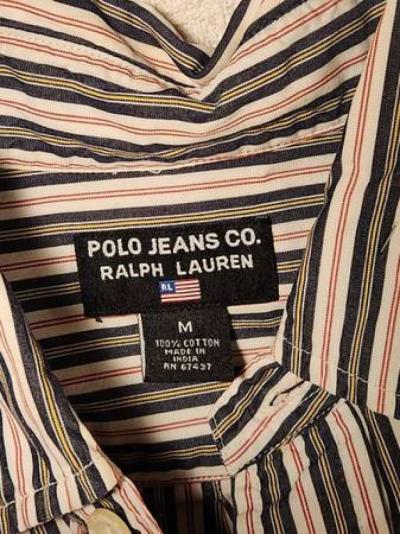 POLO JEANS CO.
RALPH LAUREN
RL
M
100% COTTON
MADE IN
INDIA
RN 67437